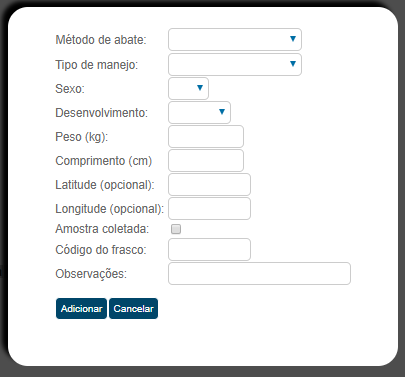 Método de abate:
Tipo de manejo:
Sexo:
Desenvolvimento:
Peso (kg):
Comprimento (cm)
Latitude (opcional):
Longitude (opcional):
Amostra coletada:
Código do frasco:
Observações:
Adicionar Cancelar